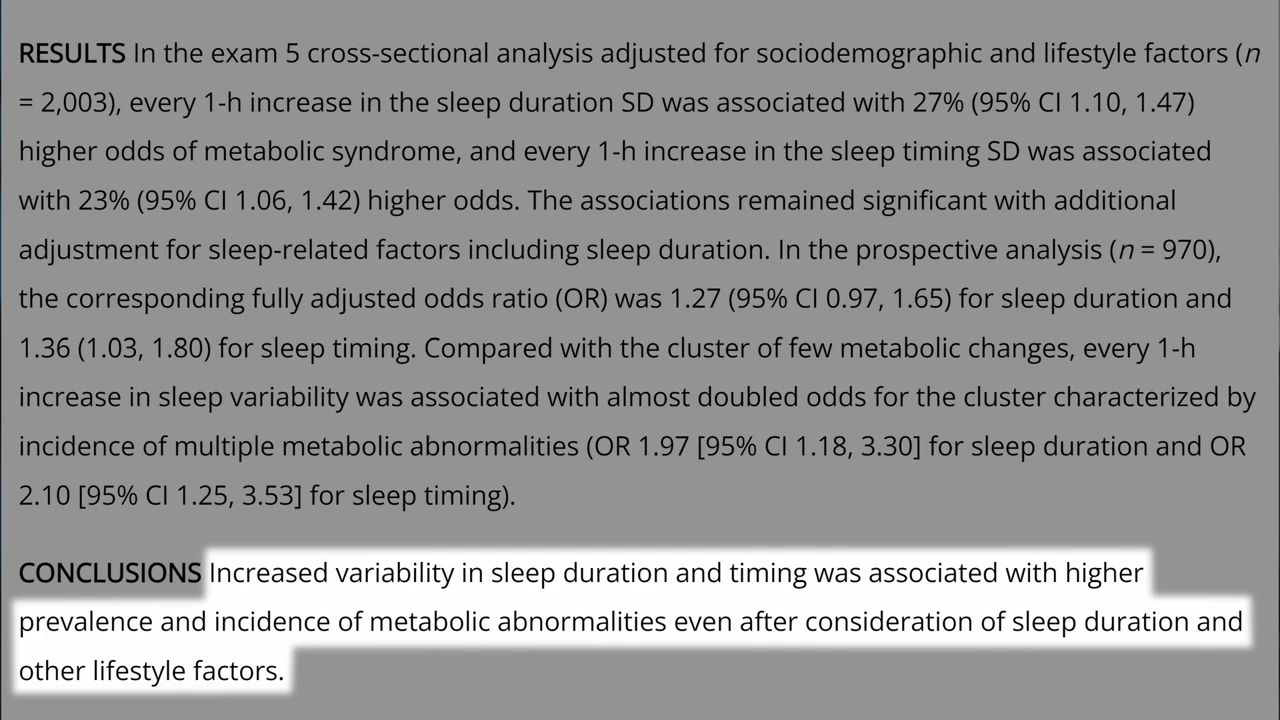 RESULTS In the exam 5 cross-sectional analysis adjusted for sociodemographic and lifestyle factors (n
= 2,003), every 1-h increase in the sleep duration SD was associated with 27% (95% CI 1.10, 1.47)
higher odds of metabolic syndrome, and every 1-h increase in the sleep timing SD was associated
with 23% (95% CI 1.06, 1.42) higher odds. The associations remained significant with additional
adjustment for sleep-related factors including sleep duration. In the prospective analysis (n = 970),
the corresponding fully adjusted odds ratio (OR) was 1.27 (95% CI 0.97, 1.65) for sleep duration and
1.36 (1.03, 1.80) for sleep timing. Compared with the cluster of few metabolic changes, every 1-h
increase in sleep variability was associated with almost doubled odds for the cluster characterized by
incidence of multiple metabolic abnormalities (OR 1.97 [95% CI 1.18, 3.30] for sleep duration and OR
2.10 [95% CI 1.25, 3.53] for sleep timing).
CONCLUSIONS Increased variability in sleep duration and timing was associated with higher
prevalence and incidence of metabolic abnormalities even after consideration of sleep duration and
other lifestyle factors.